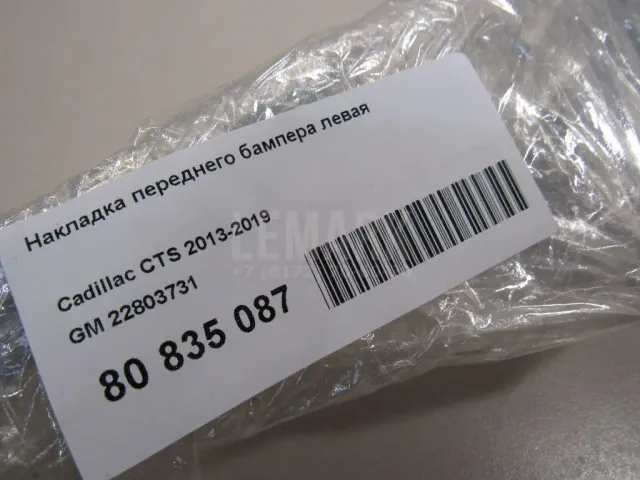 Накладка переднего бампера левая
Cadillac CTS 2013-2019
GM 22803731
80 835 087